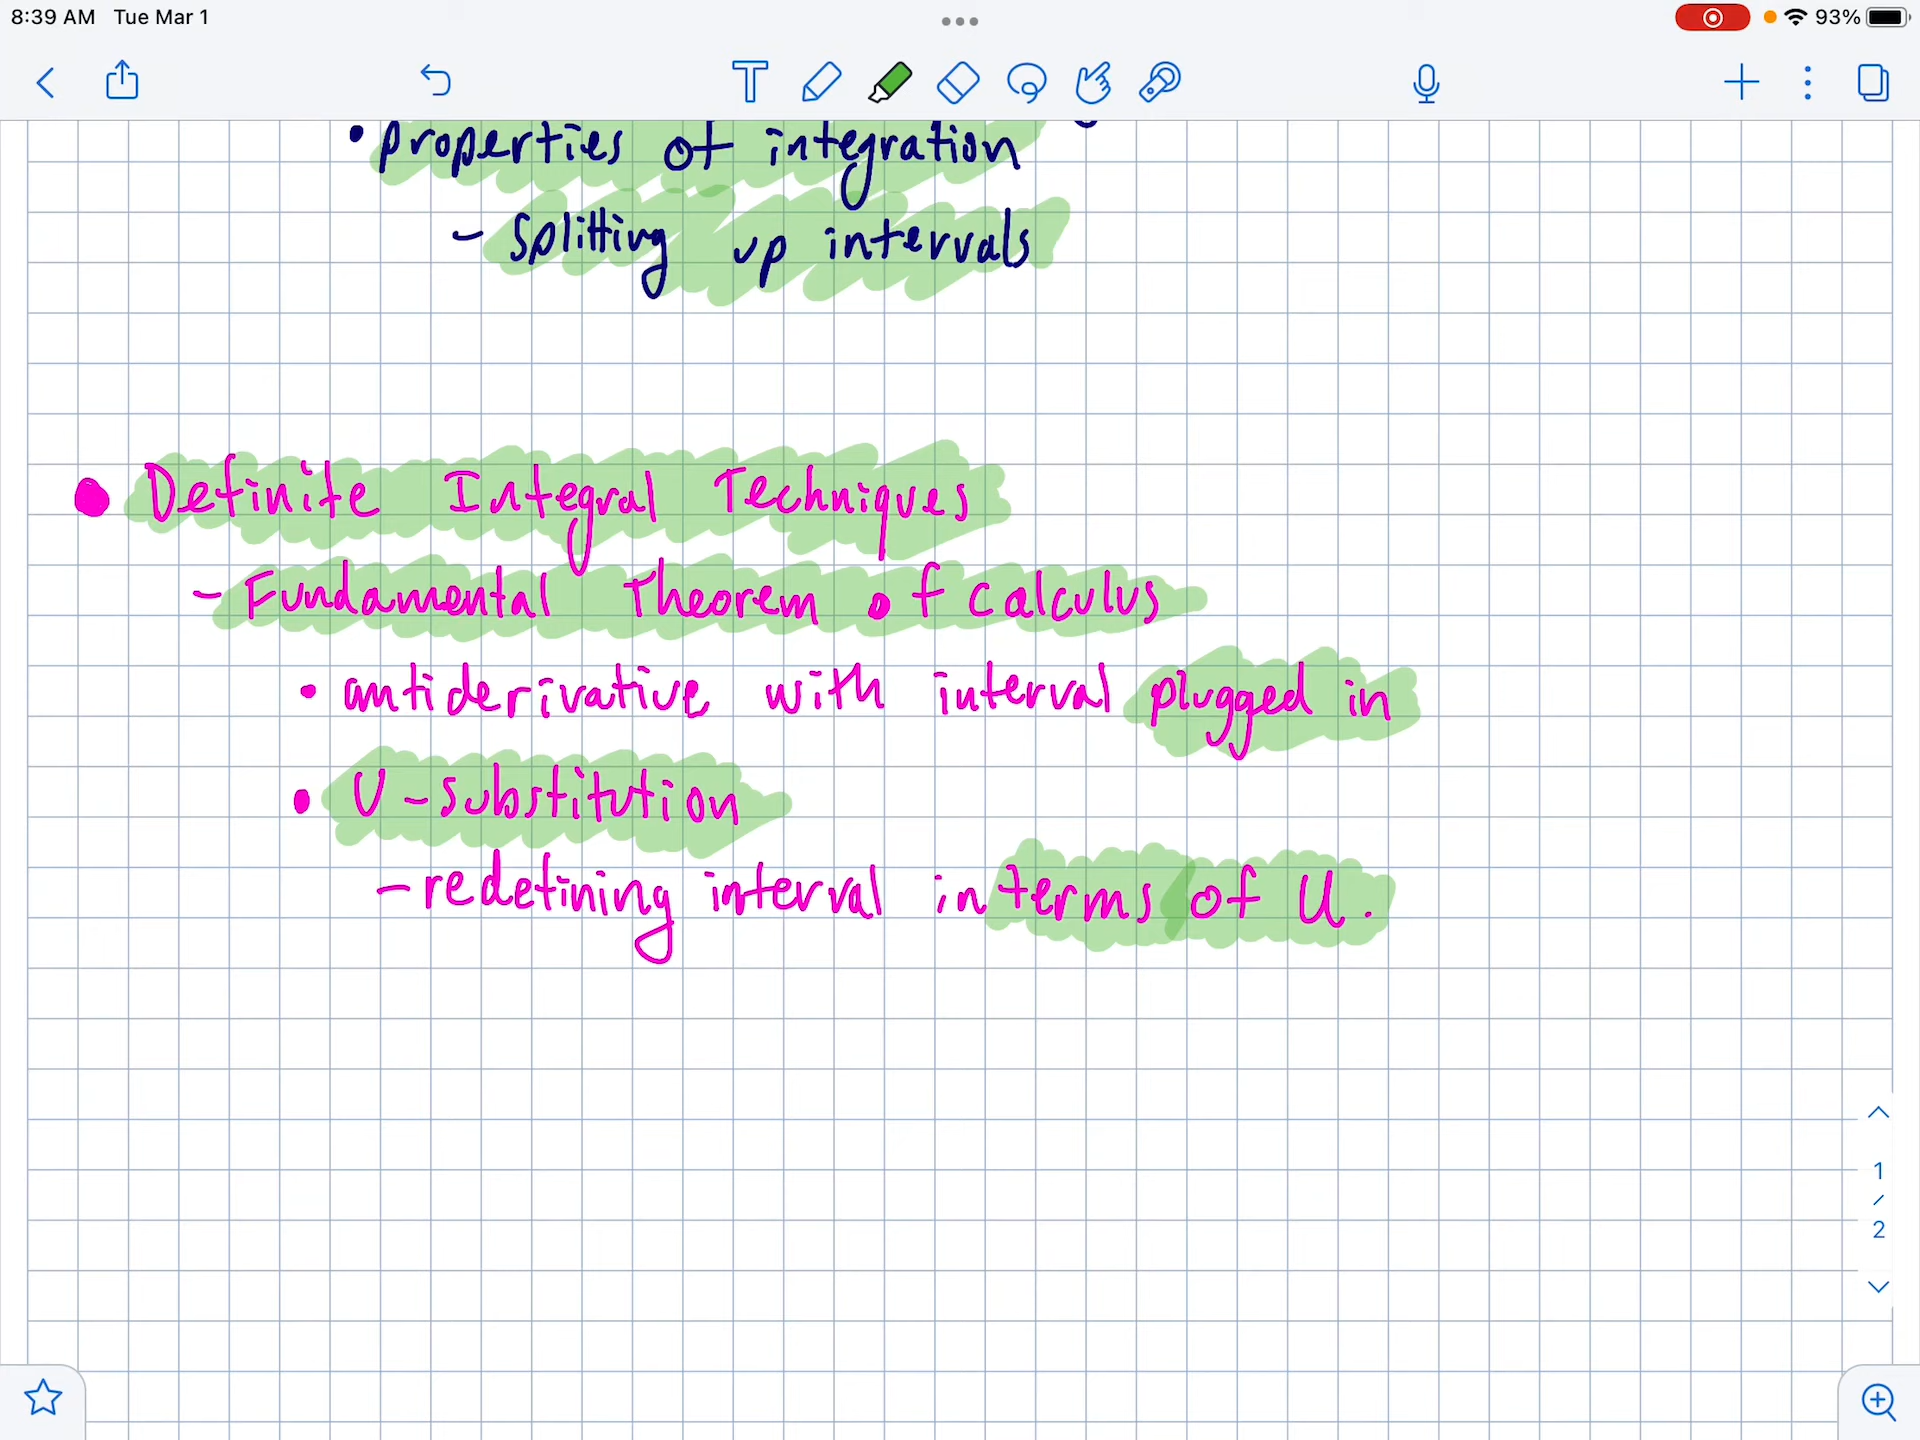 8:39 AM Tue Mar 1 93%
• properties of integration
- splitting up intervals
• Definite Integral Techniques
- Fundamental Theorem of calculus
• antiderivative with interval plugged in
• U-substitution
- redefining interval in terms of U.
1
/
2